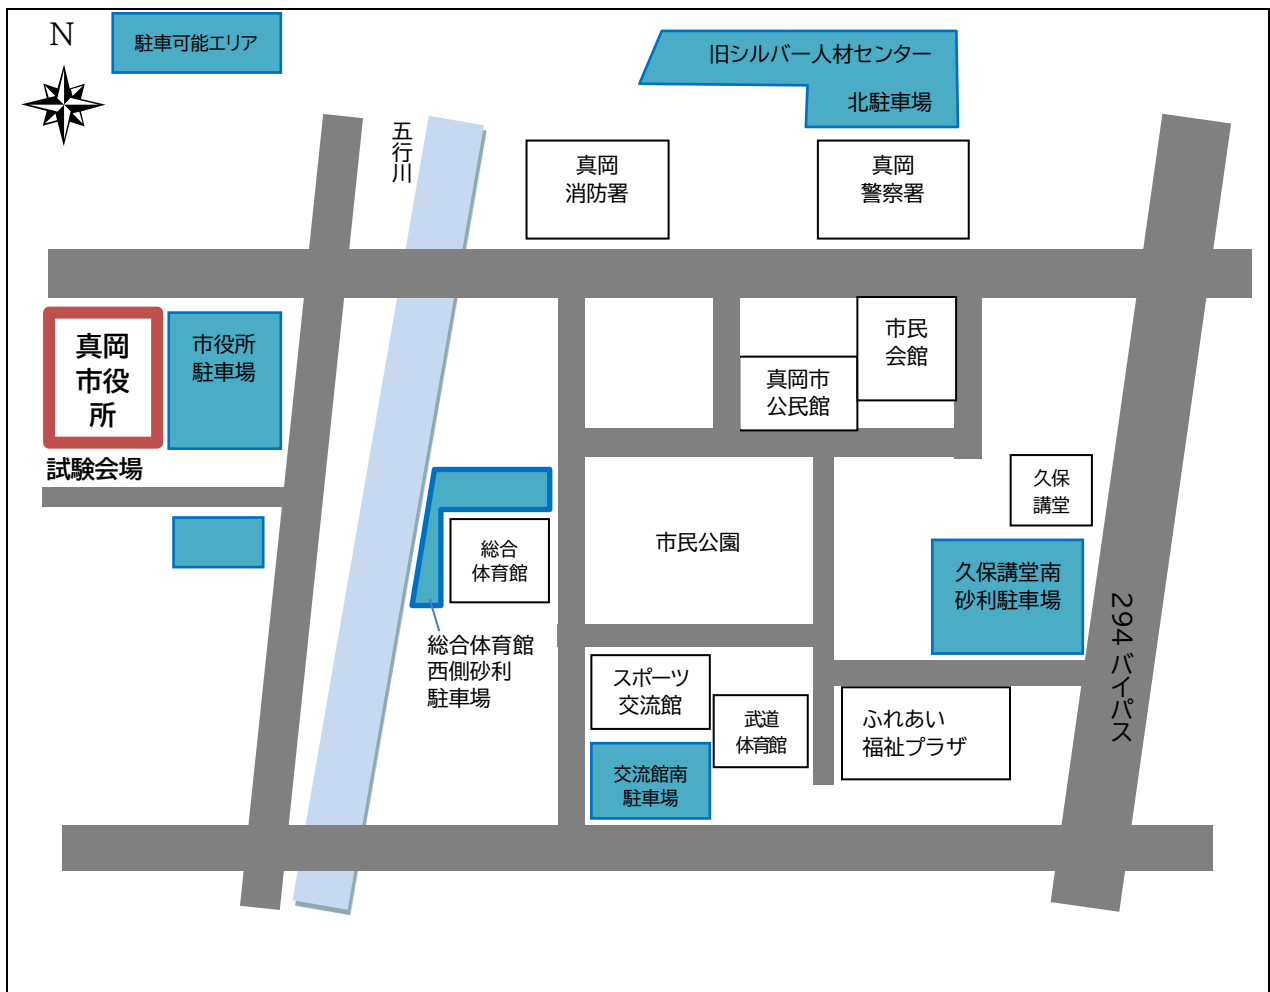 N
駐車可能エリア
旧シルバー人材センター
北駐車場
五行川
真岡
消防署
真岡
警察署
真岡
市役
所
市役所
駐車場
試験会場
市民
会館
真岡市
公民館
久保
講堂
総合
体育館
市民公園
久保講堂南
砂利駐車場
294バイパス
総合体育館
西側砂利
駐車場
スポーツ
交流館
武道
体育館
ふれあい
福祉プラザ
交流館南
駐車場